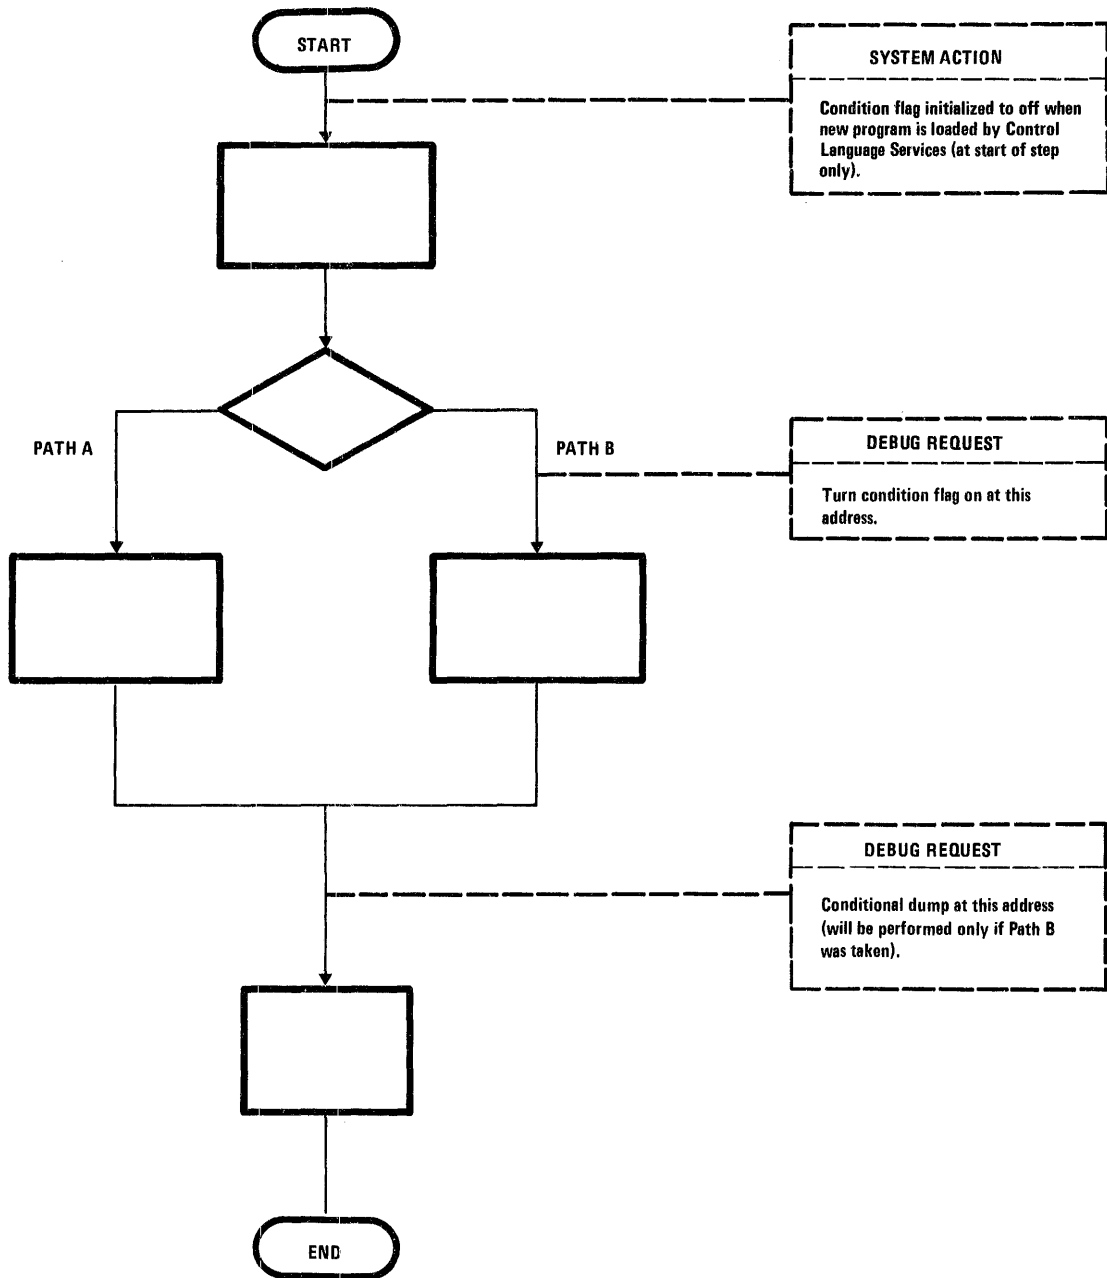 START
SYSTEM ACTION
Condition flag initialized to off when
new program is loaded by Control
Language Services (at start of step
only).
PATH A
PATH B
DEBUG REQUEST
Turn condition flag on at this
address.
DEBUG REQUEST
Conditional dump at this address
(will be performed only if Path B
was taken).
END